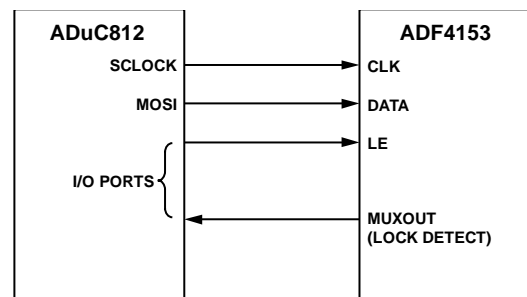 ADuC812
ADF4153
SCLOCK
CLK
MOSI
DATA
LE
I/O PORTS
MUXOUT
(LOCK DETECT)